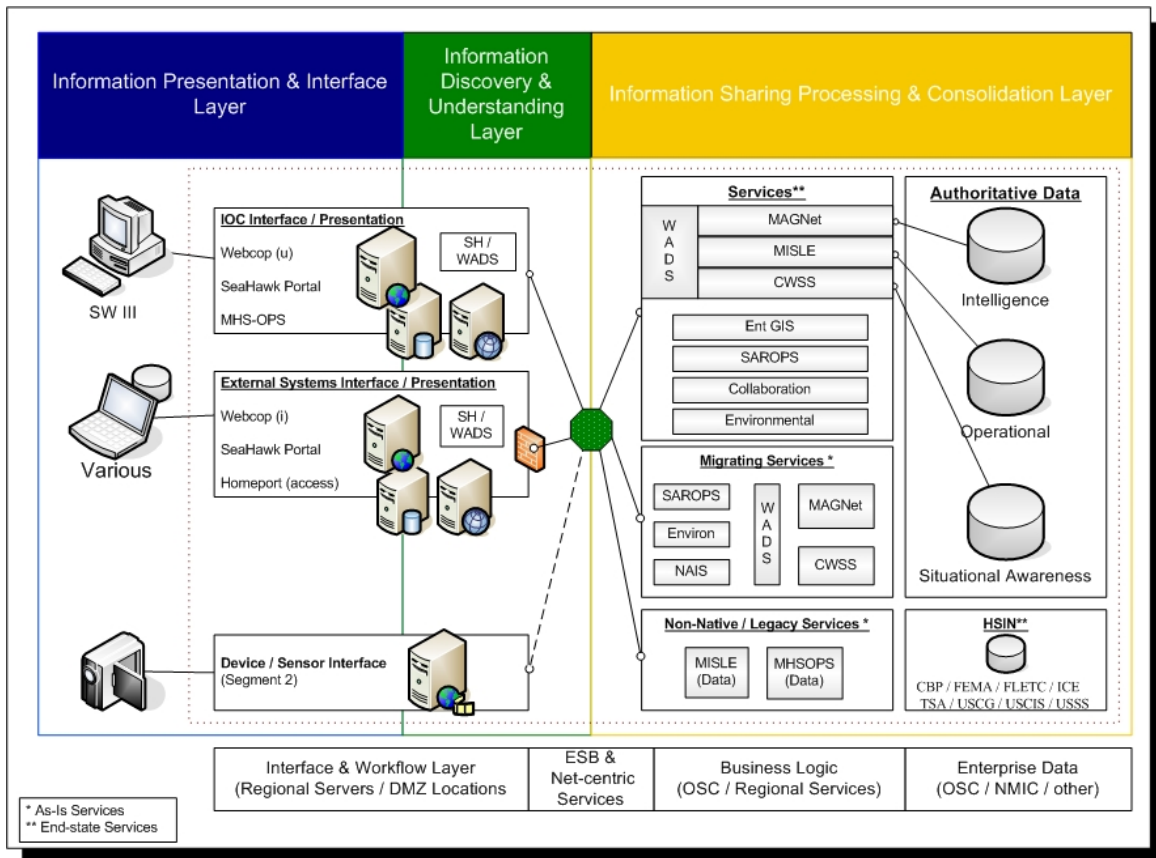 Information Presentation & Interface
Layer
Information
Discovery &
Understanding
Layer
Information Sharing Processing & Consolidation Layer
SW III
IOC Interface / Presentation
Webcop (u)
SeaHawk Portal
MHS-OPS
SH /
WADS
Various
External Systems Interface / Presentation
Webcop (i)
SeaHawk Portal
Homeport (access)
SH /
WADS
Device / Sensor Interface
(Segment 2)
Services**
W
A
D
S
MAGNet
MISLE
CWSS
Ent GIS
SAROPS
Collaboration
Environmental
Migrating Services *
SAROPS
Environ
NAIS
W
A
D
S
MAGNet
CWSS
Non-Native / Legacy Services *
MISLE
(Data)
MHSOPS
(Data)
Authoritative Data
Intelligence
Operational
Situational Awareness
HSIN**
CBP / FEMA / FLETC / ICE
TSA / USCG / USCIS / USSS
Interface & Workflow Layer
(Regional Servers / DMZ Locations
ESB &
Net-centric
Services
Business Logic
(OSC / Regional Services)
Enterprise Data
(OSC / NMIC / other)
* As-Is Services
** End-state Services